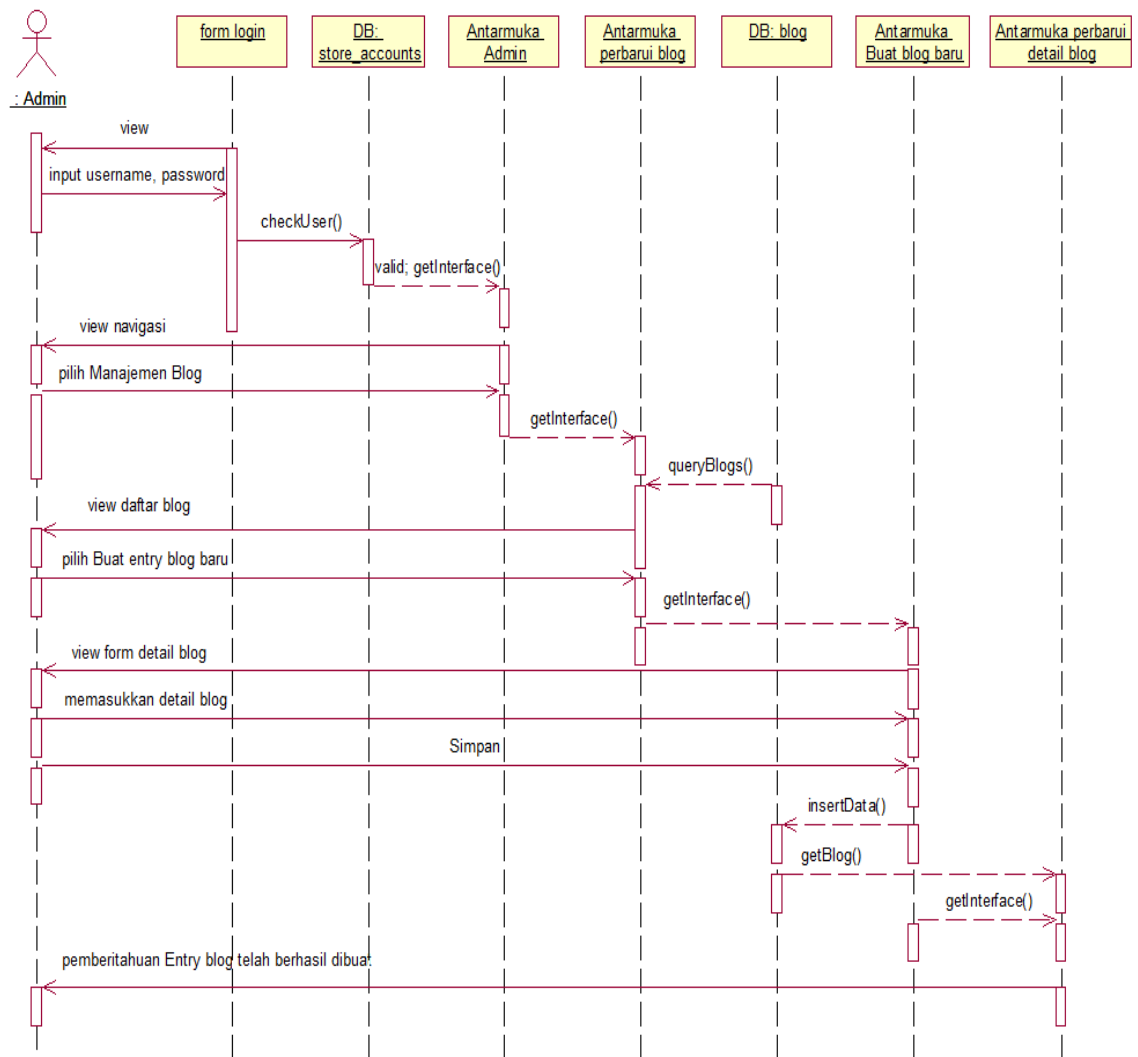 form login
DB:
store_accounts
Antarmuka
Admin
Antarmuka
perbarui blog
DB: blog
Antarmuka
Buat blog baru
Antarmuka perbarui
detail blog
: Admin
view
input username, password
checkUser()
valid; getInterface()
view navigasi
pilih Manajemen Blog
getInterface()
queryBlogs()
view daftar blog
pilih Buat entry blog baru
getInterface()
view form detail blog
memasukkan detail blog
Simpan
insertData()
getBlog()
getInterface()
pemberitahuan Entry blog telah berhasil dibuat